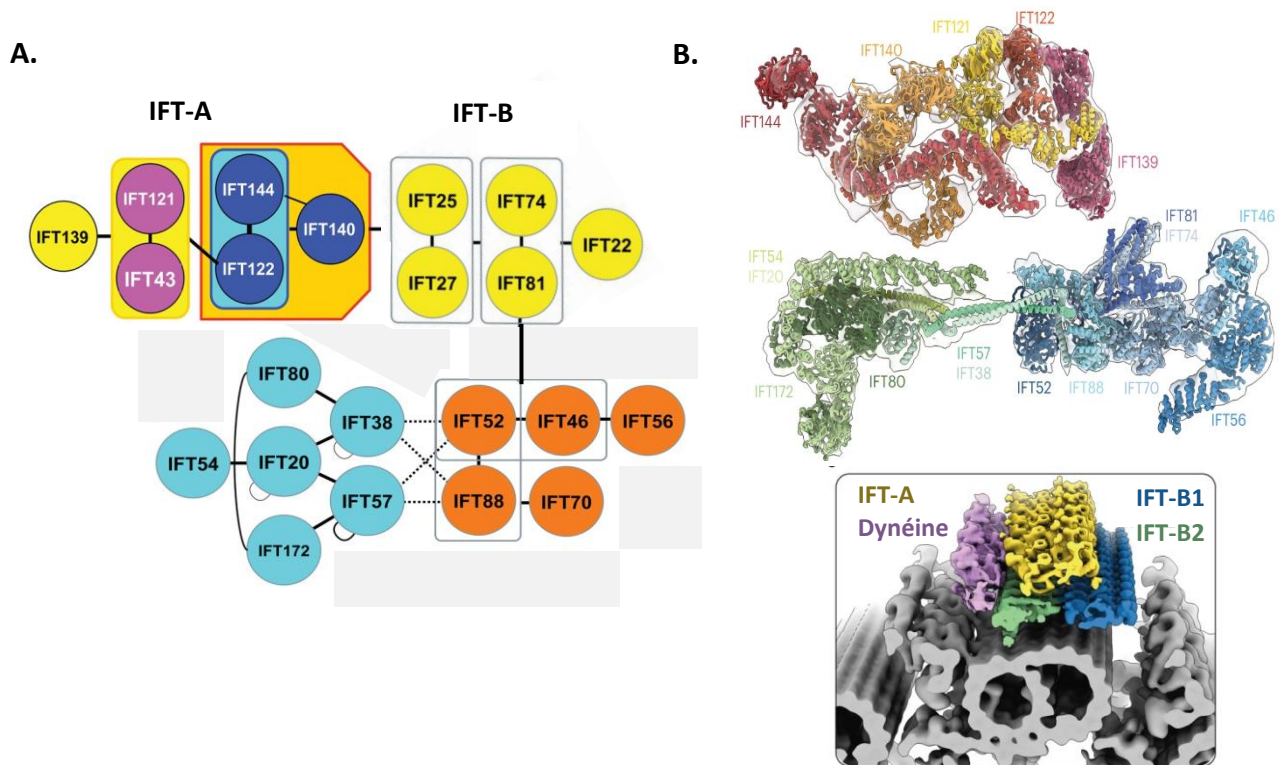 A.
IFT-A
IFT-B
IFT121
IFT144
IFT25
IFT74
IFT139
IFT140
IFT22
IFT43
IFT122
IFT27
IFT81
IFT80
IFT38
IFT52
IFT46
IFT56
IFT54
IFT20
IFT57
IFT88
IFT70
IFT172
B.
IFT121
IFT122
IFT140
IFT144
IFT139
IFT81
IFT74
IFT46
IFT54
IFT20
IFT57
IFT38
IFT172
IFT80
IFT52
IFT88
IFT70
IFT56
IFT-A
IFT-B1
Dynéine
IFT-B2